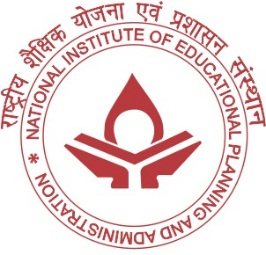 राष्ट्रीय शैक्षिक योजना एवं प्रशासन संस्थान
NATIONAL INSTITUTE OF EDUCATIONAL PLANNING AND ADMINISTRATION *